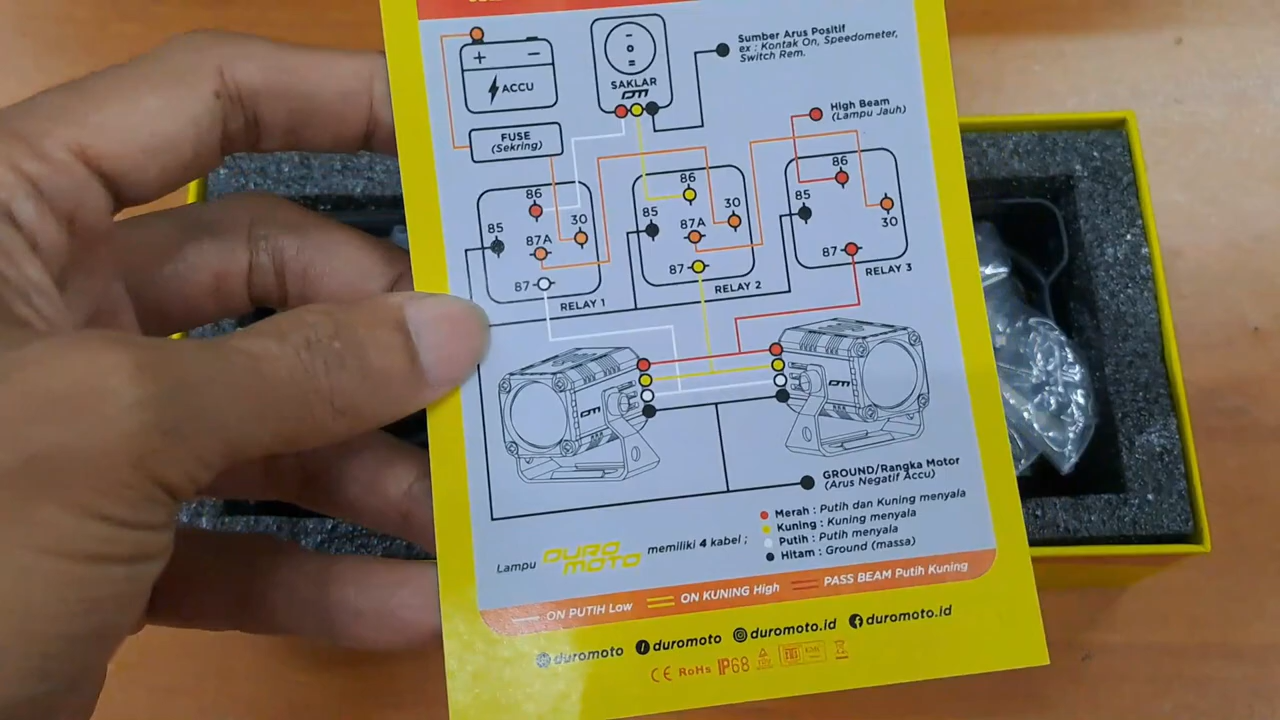 Sumber Arus Positif
ex : Kontak On, Speedometer,
Switch Rem.
+ −
ACCU
SAKLAR
DM
FUSE
(Sekring)
High Beam
(Lampu Jauh)
86
30
85
87A
87
RELAY 1
86
30
85
87A
87
RELAY 2
86
85
30
87
RELAY 3
DM
DM
GROUND/Rangka Motor
(Arus Negatif Accu)
Merah : Putih dan Kuning menyala
Kuning : Kuning menyala
Putih : Putih menyala
Hitam : Ground (massa)
Lampu DURO MOTO memiliki 4 kabel ;
ON PUTIH Low ON KUNING High PASS BEAM Putih Kuning
duromoto duromoto duromoto.id duromoto.id
CE RoHS IP68